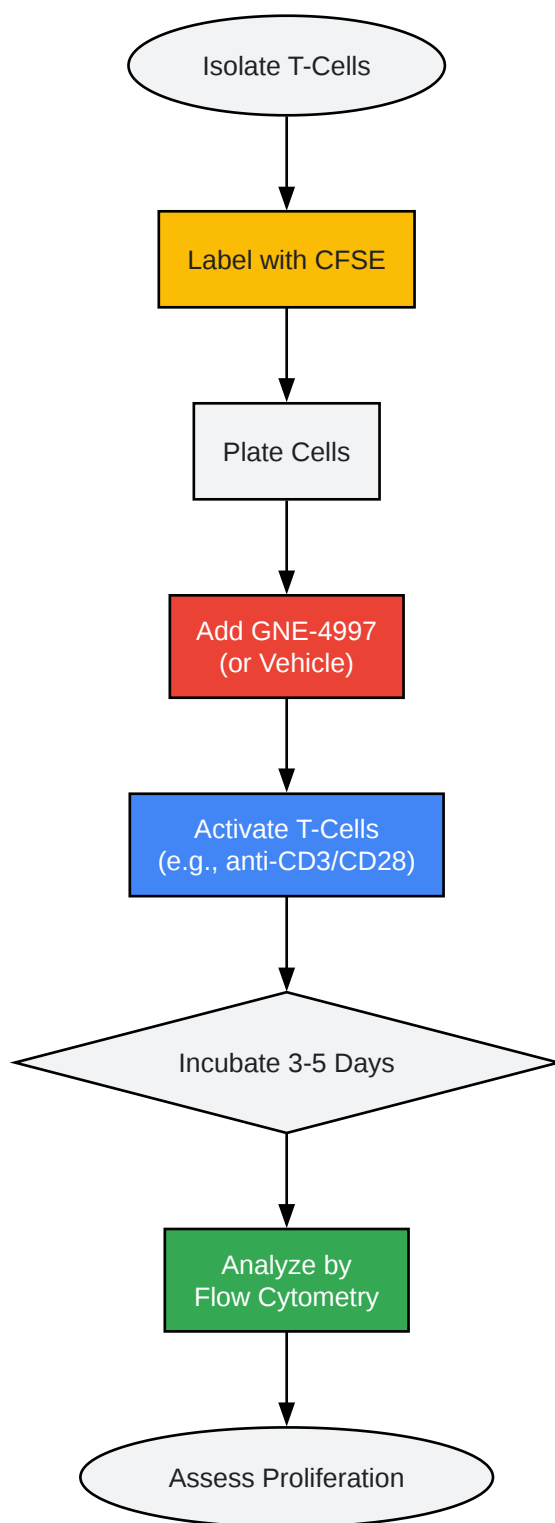 Isolate T-Cells
Label with CFSE
Plate Cells
Add GNE-4997
(or Vehicle)
Activate T-Cells
(e.g., anti-CD3/CD28)
Incubate 3-5 Days
Analyze by
Flow Cytometry
Assess Proliferation